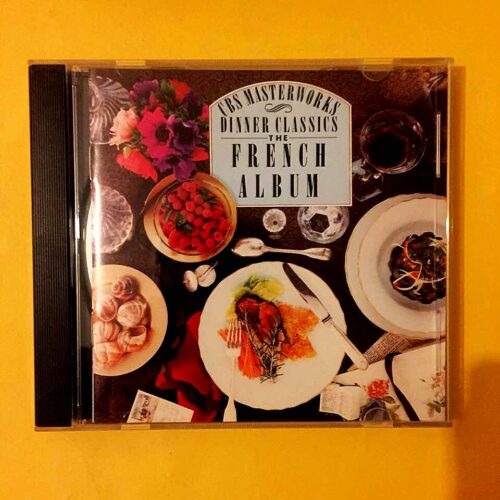 CBS MASTERWORKS
DINNER CLASSICS
THE
FRENCH
ALBUM